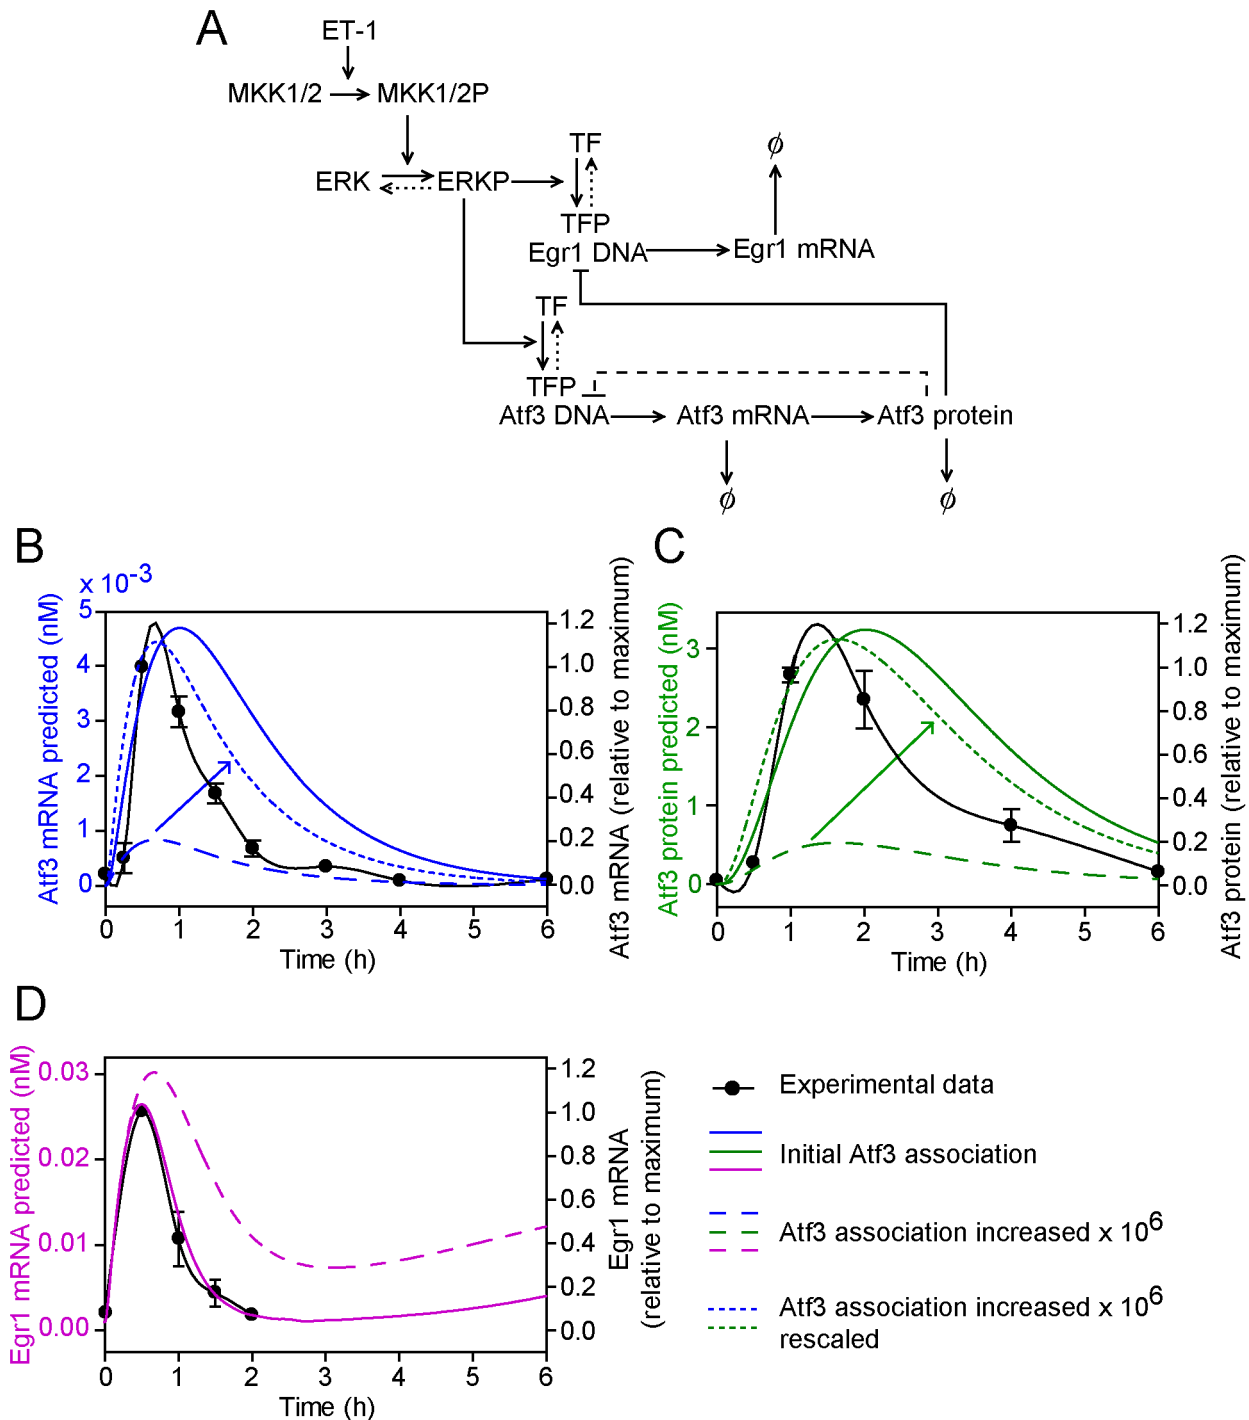 A
ET-1
MKK1/2
MKK1/2P
ERK
ERKP
TF
TFP
Egr1 DNA
Egr1 mRNA
ϕ
TF
TFP
Atf3 DNA
Atf3 mRNA
Atf3 protein
ϕ
ϕ
B
x 10-3
Atf3 mRNA predicted (nM)
5
4
3
2
1
0
1.2
1.0
0.8
0.6
0.4
0.2
0.0
Atf3 mRNA (relative to maximum)
0 1 2 3 4 5 6
Time (h)
C
Atf3 protein predicted (nM)
3
2
1
0
1.2
1.0
0.8
0.6
0.4
0.2
0.0
Atf3 protein (relative to maximum)
0 1 2 3 4 5 6
Time (h)
D
Egr1 mRNA predicted (nM)
0.03
0.02
0.01
0.00
1.2
1.0
0.8
0.6
0.4
0.2
0.0
Egr1 mRNA
(relative to maximum)
0 1 2 3 4 5 6
Time (h)
Experimental data
Initial Atf3 association
Atf3 association increased x 106
Atf3 association increased x 106
rescaled